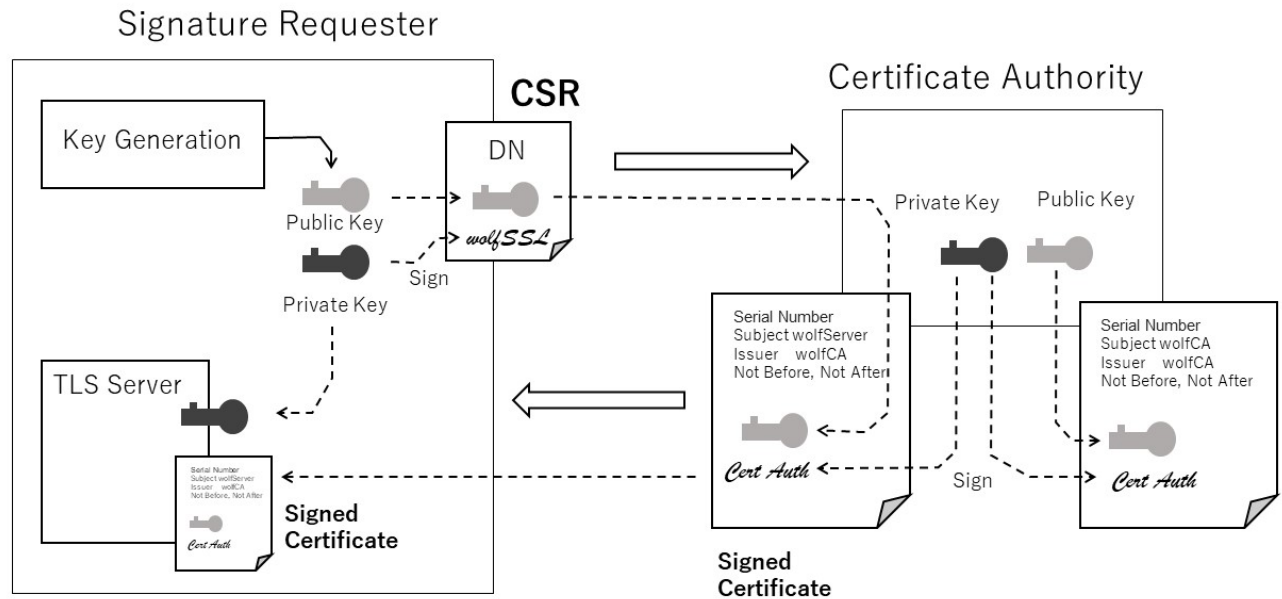 Signature Requester
Key Generation
Public Key
Private Key
Sign
CSR
DN
wolfSSL
TLS Server
Serial Number
Subject wolfServer
Issuer wolfCA
Not Before, Not After
Cert Auth
Signed
Certificate
Certificate Authority
Private Key
Public Key
Serial Number
Subject wolfServer
Issuer wolfCA
Not Before, Not After
Cert Auth
Signed
Certificate
Sign
Serial Number
Subject wolfCA
Issuer wolfCA
Not Before, Not After
Cert Auth